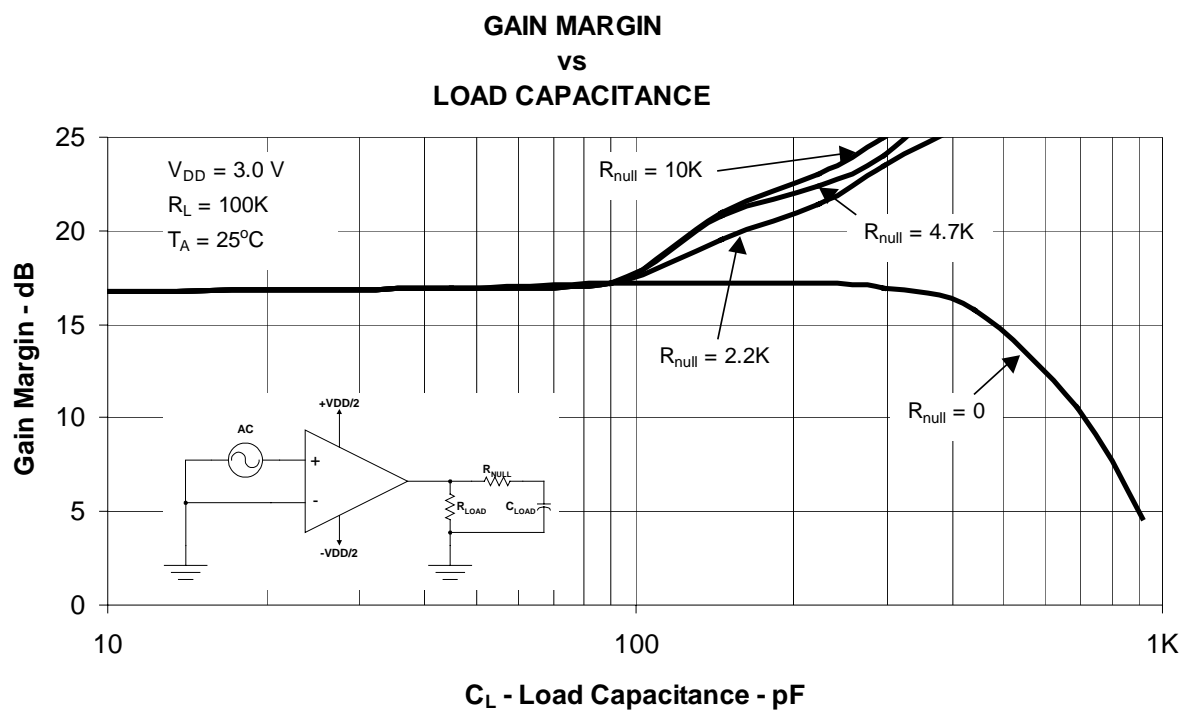 GAIN MARGIN
vs
LOAD CAPACITANCE
25
20
15
10
5
0
Gain Margin - dB
V_DD = 3.0 V
R_L = 100K
T_A = 25°C
R_null = 10K
R_null = 4.7K
R_null = 2.2K
R_null = 0
AC
+VDD/2
+
-
-VDD/2
R_NULL
R_LOAD
C_LOAD
10
100
1K
C_L - Load Capacitance - pF